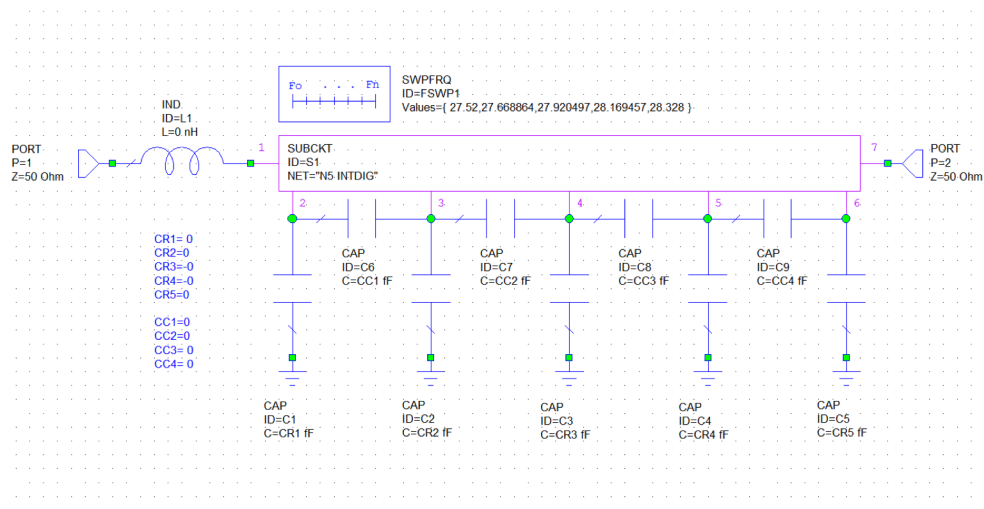 SWPFRQ
ID=FSWP1
Values={ 27.52,27.668864,27.920497,28.169457,28.328 }
Fo . . . Fn
IND
ID=L1
L=0 nH
PORT
P=1
Z=50 Ohm
1
SUBCKT
ID=S1
NET="N5 INTDIG"
7
PORT
P=2
Z=50 Ohm
2
3
4
5
6
CR1= 0
CR2=0
CR3=-0
CR4=-0
CR5=0
CC1=0
CC2=0
CC3= 0
CC4= 0
CAP
ID=C6
C=CC1 fF
CAP
ID=C7
C=CC2 fF
CAP
ID=C8
C=CC3 fF
CAP
ID=C9
C=CC4 fF
CAP
ID=C1
C=CR1 fF
CAP
ID=C2
C=CR2 fF
CAP
ID=C3
C=CR3 fF
CAP
ID=C4
C=CR4 fF
CAP
ID=C5
C=CR5 fF